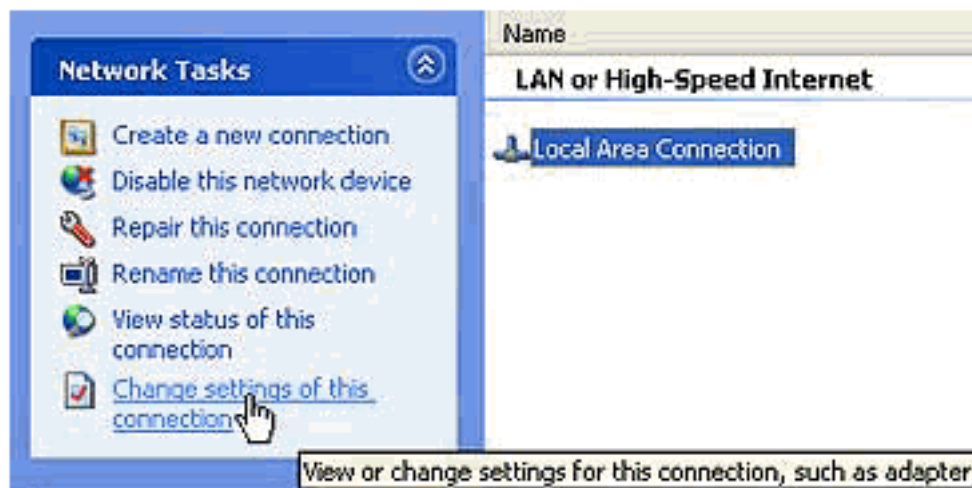 Network Tasks
Create a new connection
Disable this network device
Repair this connection
Rename this connection
View status of this
connection
Change settings of this
connection
Name
LAN or High-Speed Internet
Local Area Connection
View or change settings for this connection, such as adapter